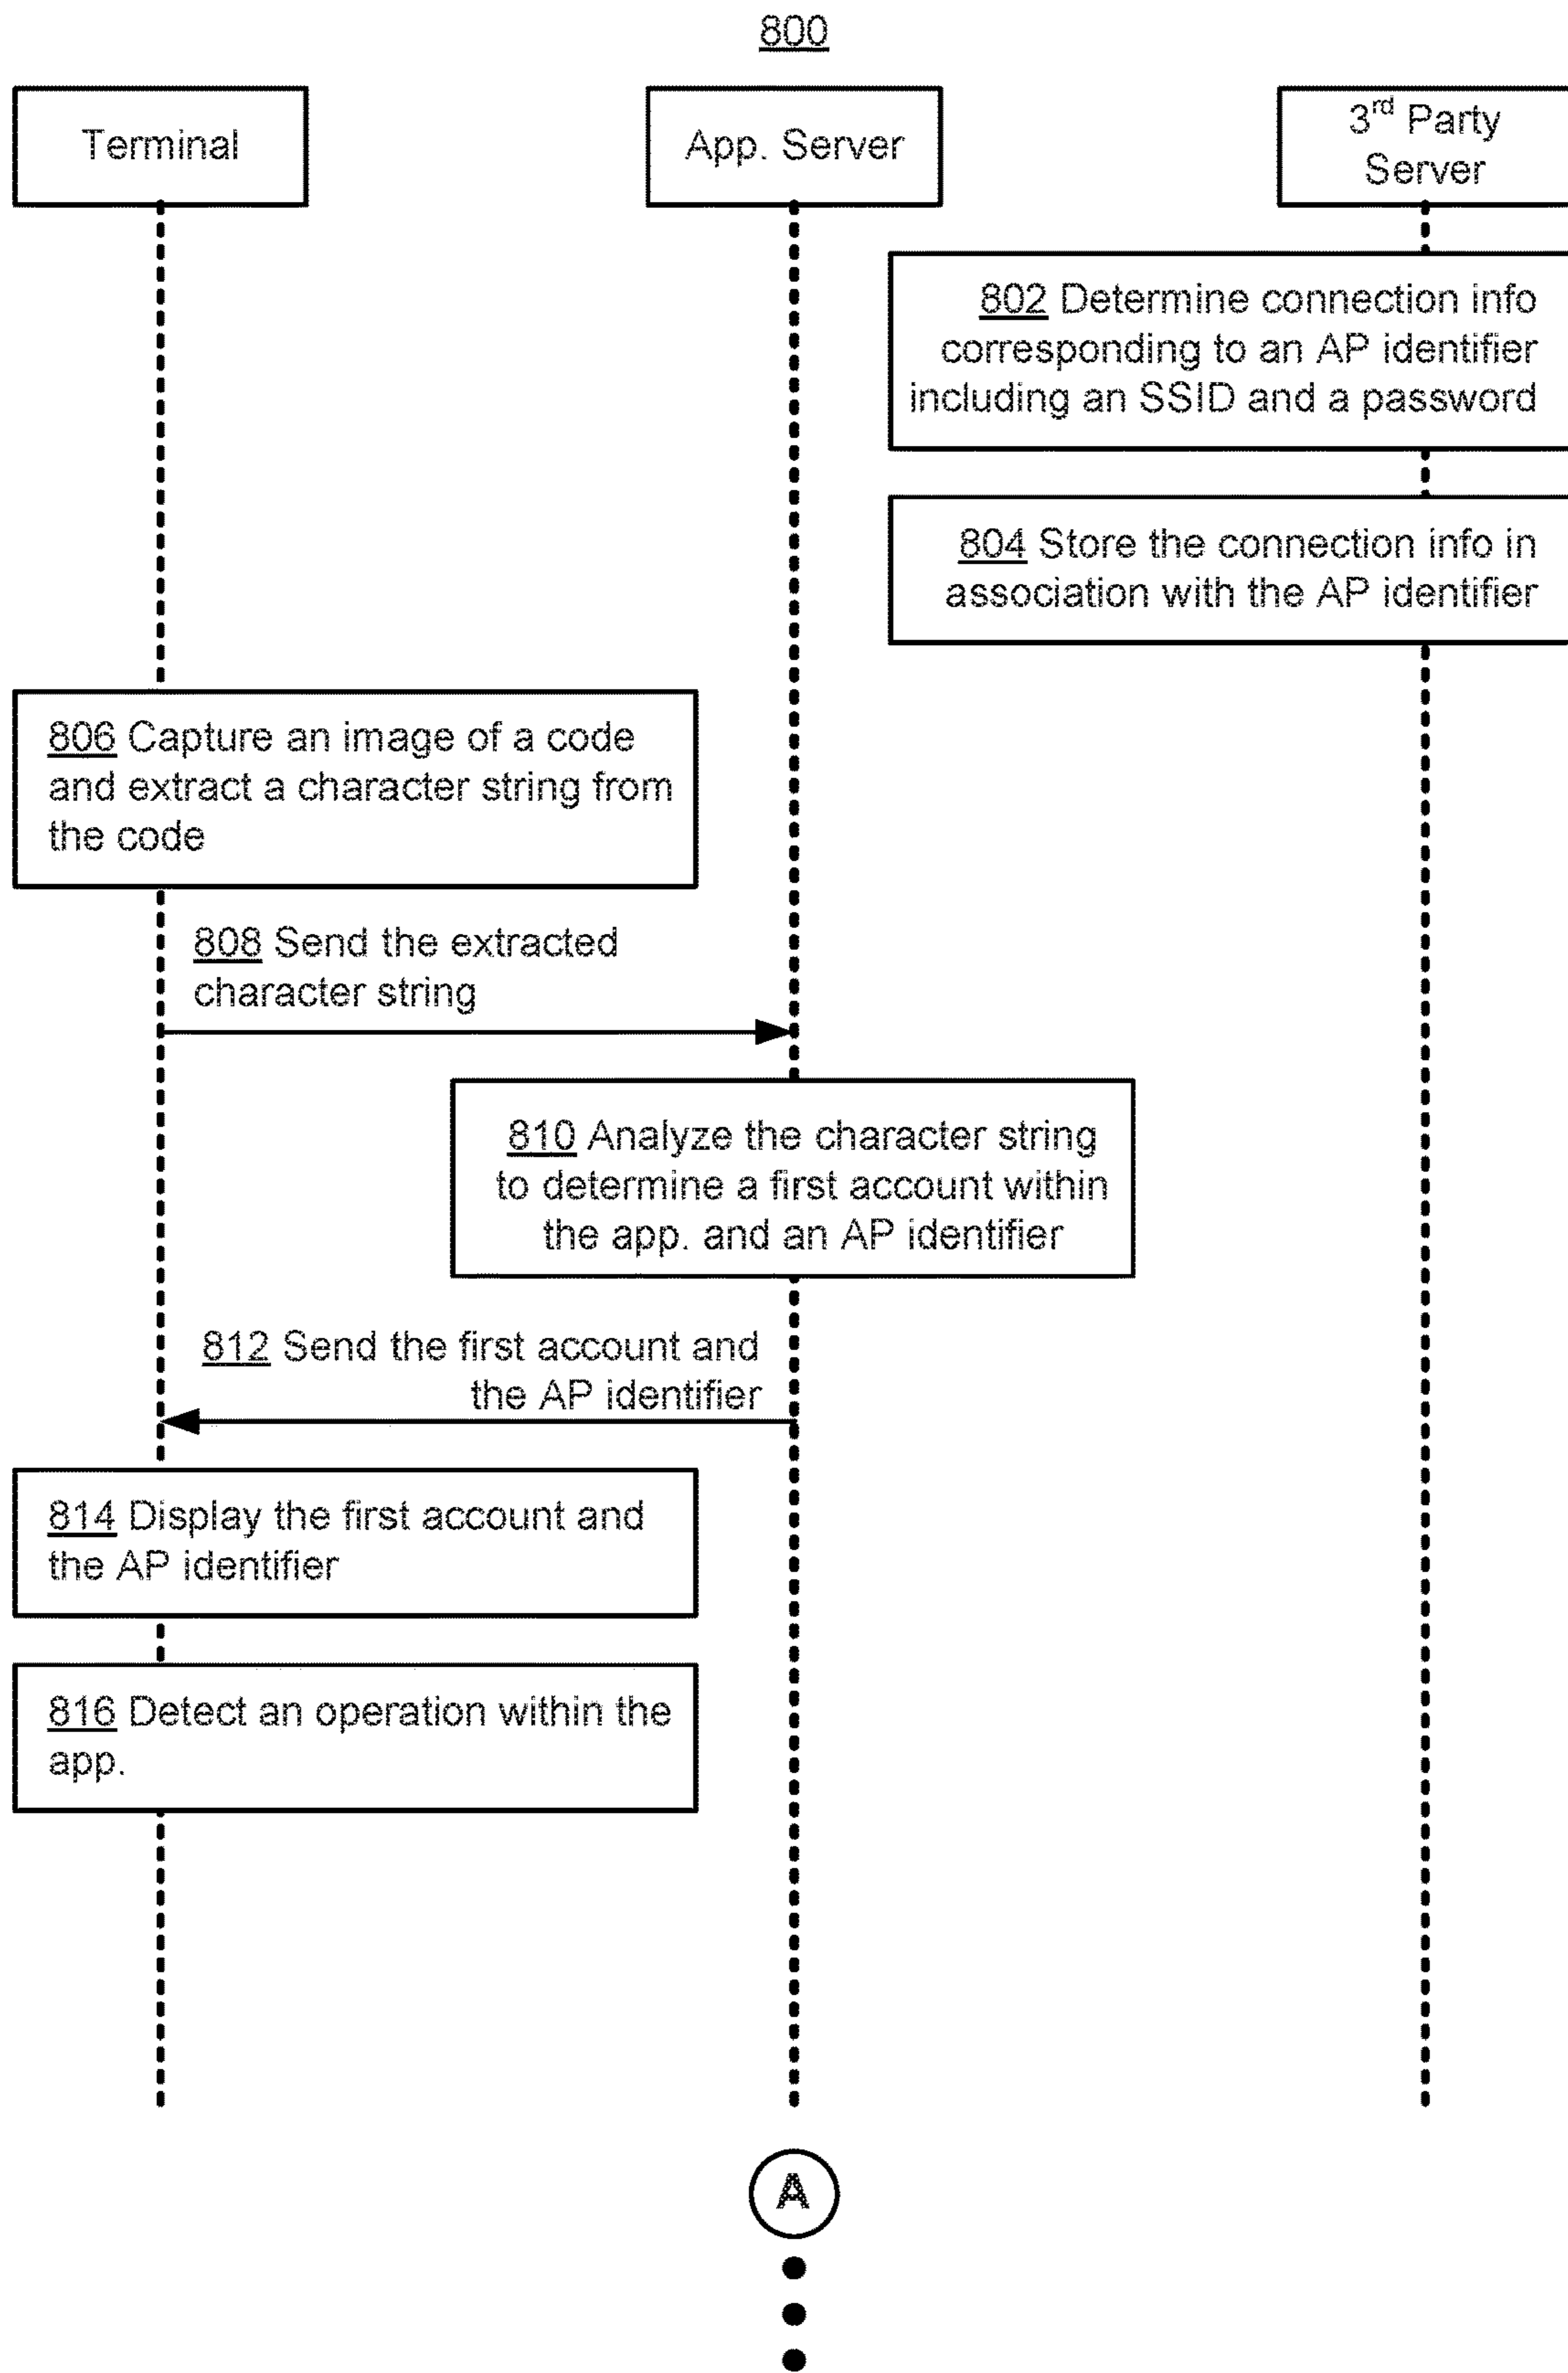 800
Terminal
App. Server
3rd Party
Server
802 Determine connection info
corresponding to an AP identifier
including an SSID and a password
804 Store the connection info in
association with the AP identifier
806 Capture an image of a code
and extract a character string from
the code
808 Send the extracted
character string
810 Analyze the character string
to determine a first account within
the app. and an AP identifier
812 Send the first account and
the AP identifier
814 Display the first account and
the AP identifier
816 Detect an operation within the
app.
A